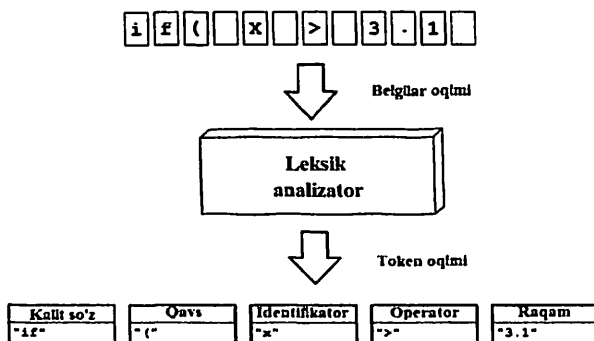 i f ( X > 3 . 1
Belgilar oqimi
Leksik
analizator
Token oqimi
Kalit so'z Qavs Identifikator Operator Raqam
"if" "(" "x" ">" "3.1"